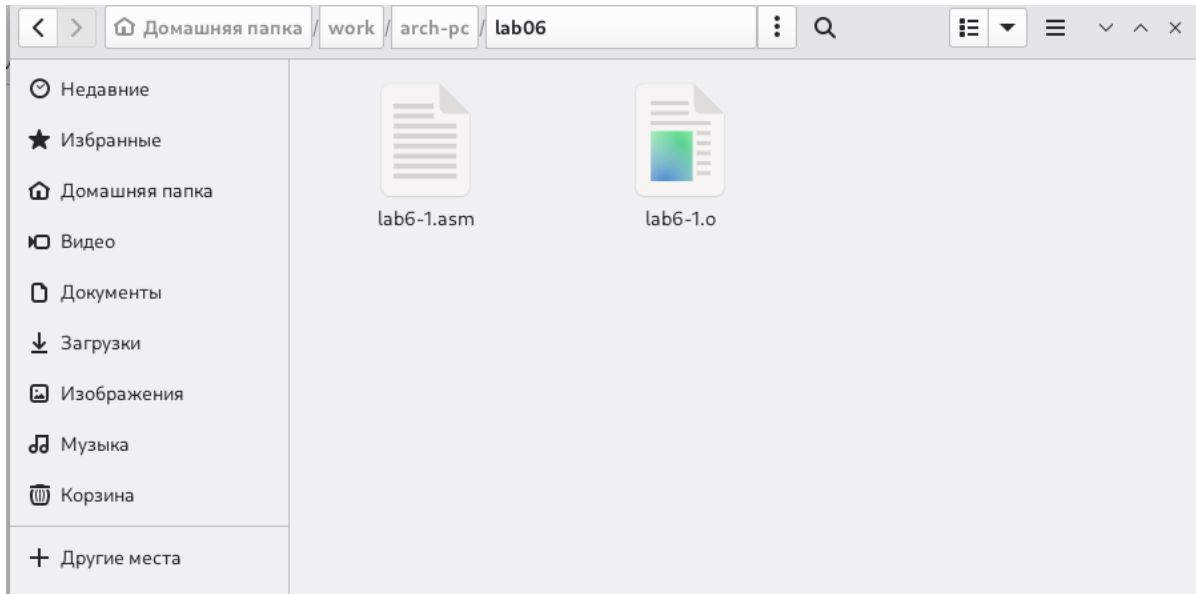 Домашняя папка / work / arch-pc / lab06
Недавние
Избранные
Домашняя папка
Видео
Документы
Загрузки
Изображения
Музыка
Корзина
Другие места
lab6-1.asm
lab6-1.o